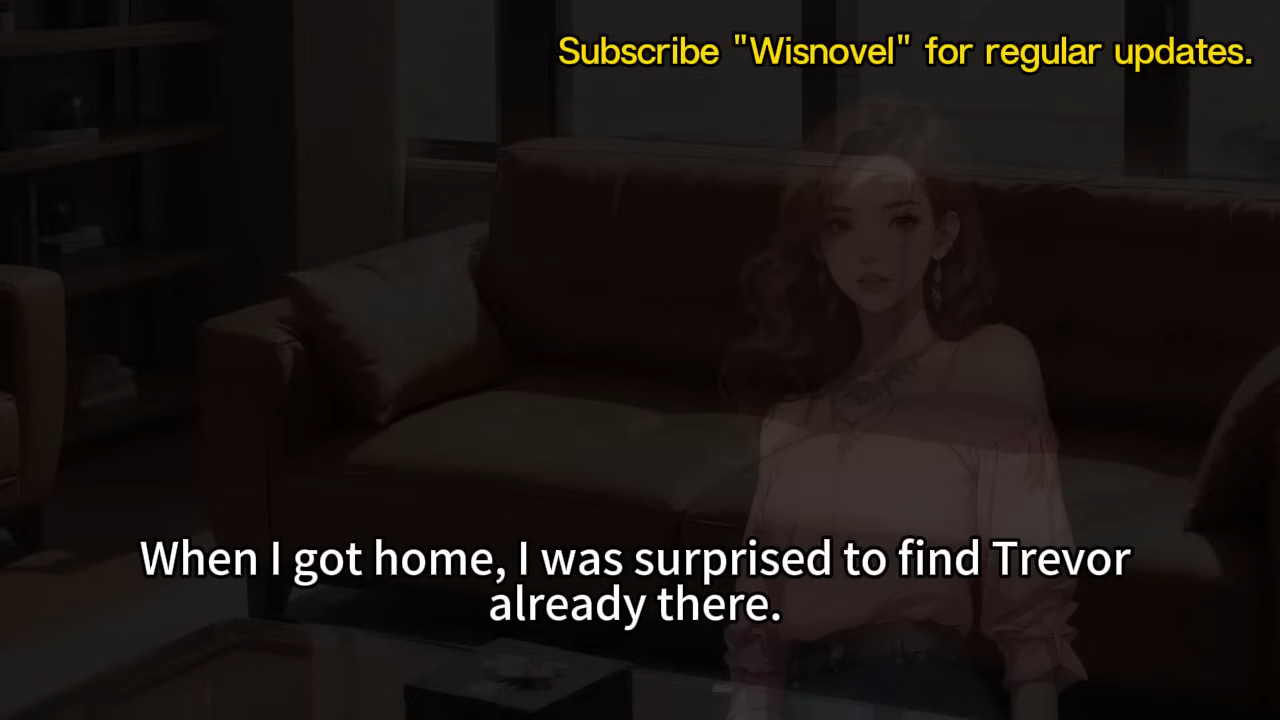 Subscribe "Wisnovel" for regular updates.
When I got home, I was surprised to find Trevor
already there.